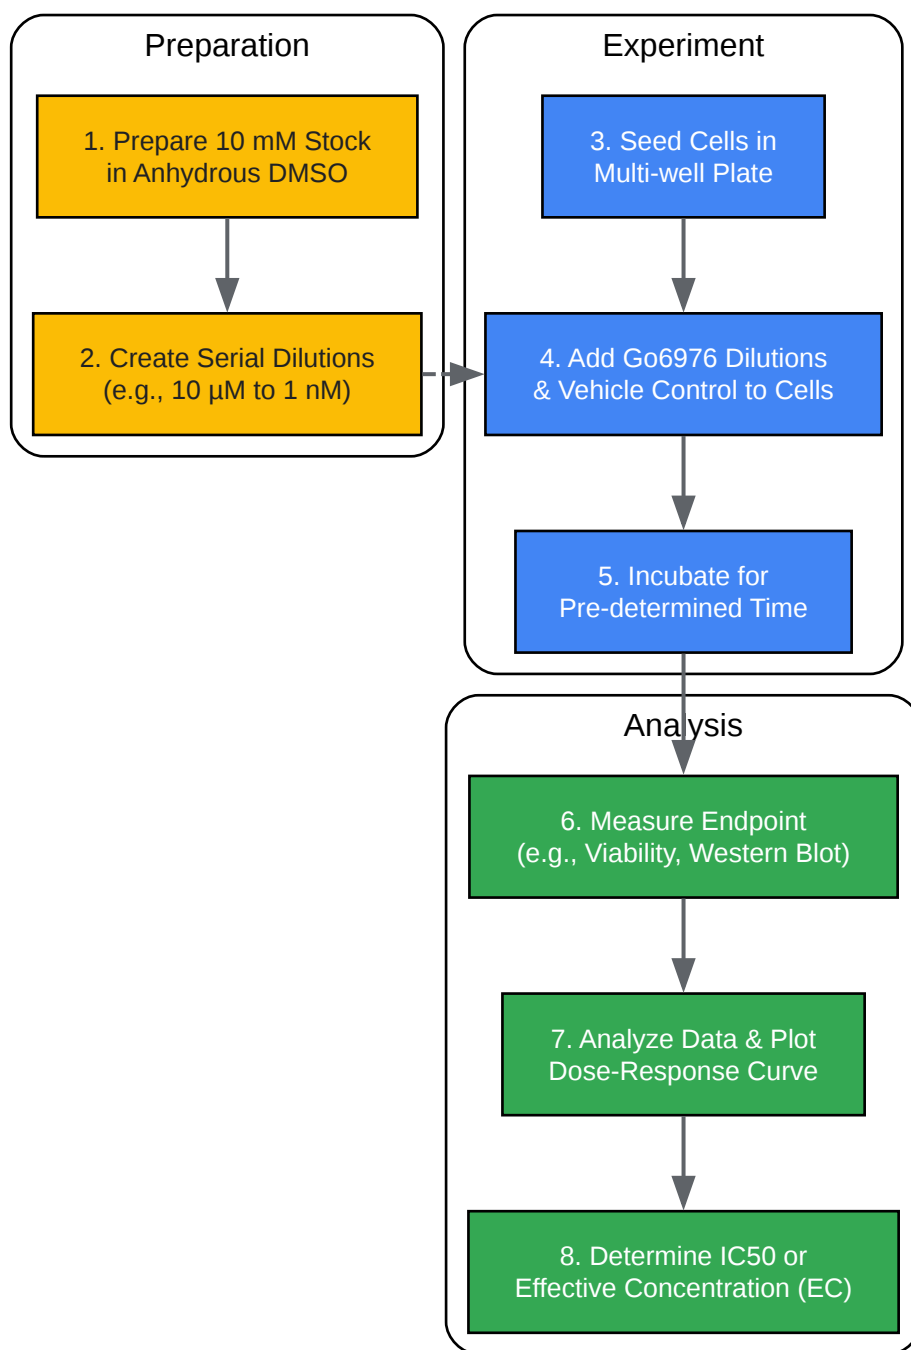 Preparation
1. Prepare 10 mM Stock
in Anhydrous DMSO
2. Create Serial Dilutions
(e.g., 10 µM to 1 nM)
Experiment
3. Seed Cells in
Multi-well Plate
4. Add Go6976 Dilutions
& Vehicle Control to Cells
5. Incubate for
Pre-determined Time
Analysis
6. Measure Endpoint
(e.g., Viability, Western Blot)
7. Analyze Data & Plot
Dose-Response Curve
8. Determine IC50 or
Effective Concentration (EC)